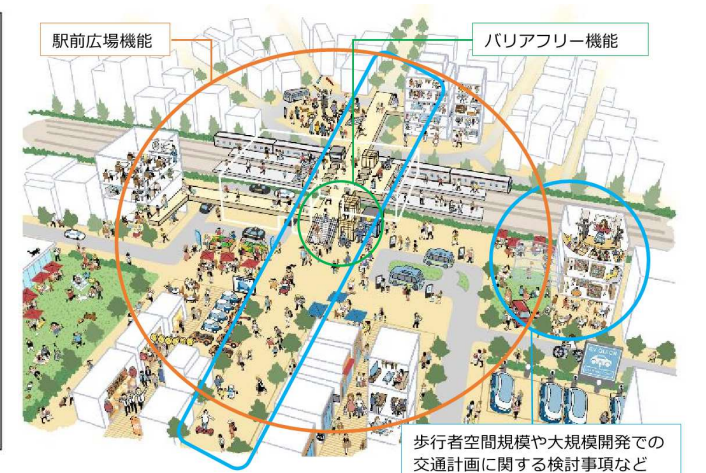 駅前広場機能
バリアフリー機能
歩行者空間規模や大規模開発での
交通計画に関する検討事項など